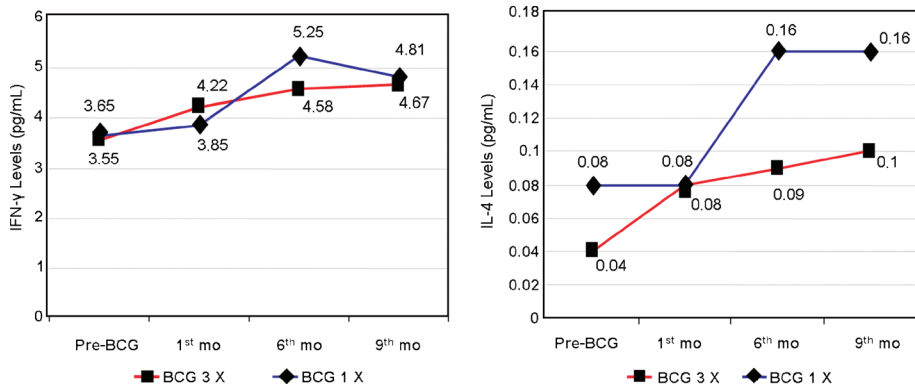 IFN-γ Levels (pg/mL)
6
5
4
3
2
1
0
3.65
3.55
4.22
3.85
5.25
4.58
4.81
4.67
Pre-BCG
1st mo
6th mo
9th mo
BCG 3 X
BCG 1 X
IL-4 Levels (pg/mL)
0.18
0.16
0.14
0.12
0.1
0.08
0.06
0.04
0.02
0
0.08
0.04
0.08
0.08
0.16
0.09
0.16
0.1
Pre-BCG
1st mo
6th mo
9th mo
BCG 3 X
BCG 1 X